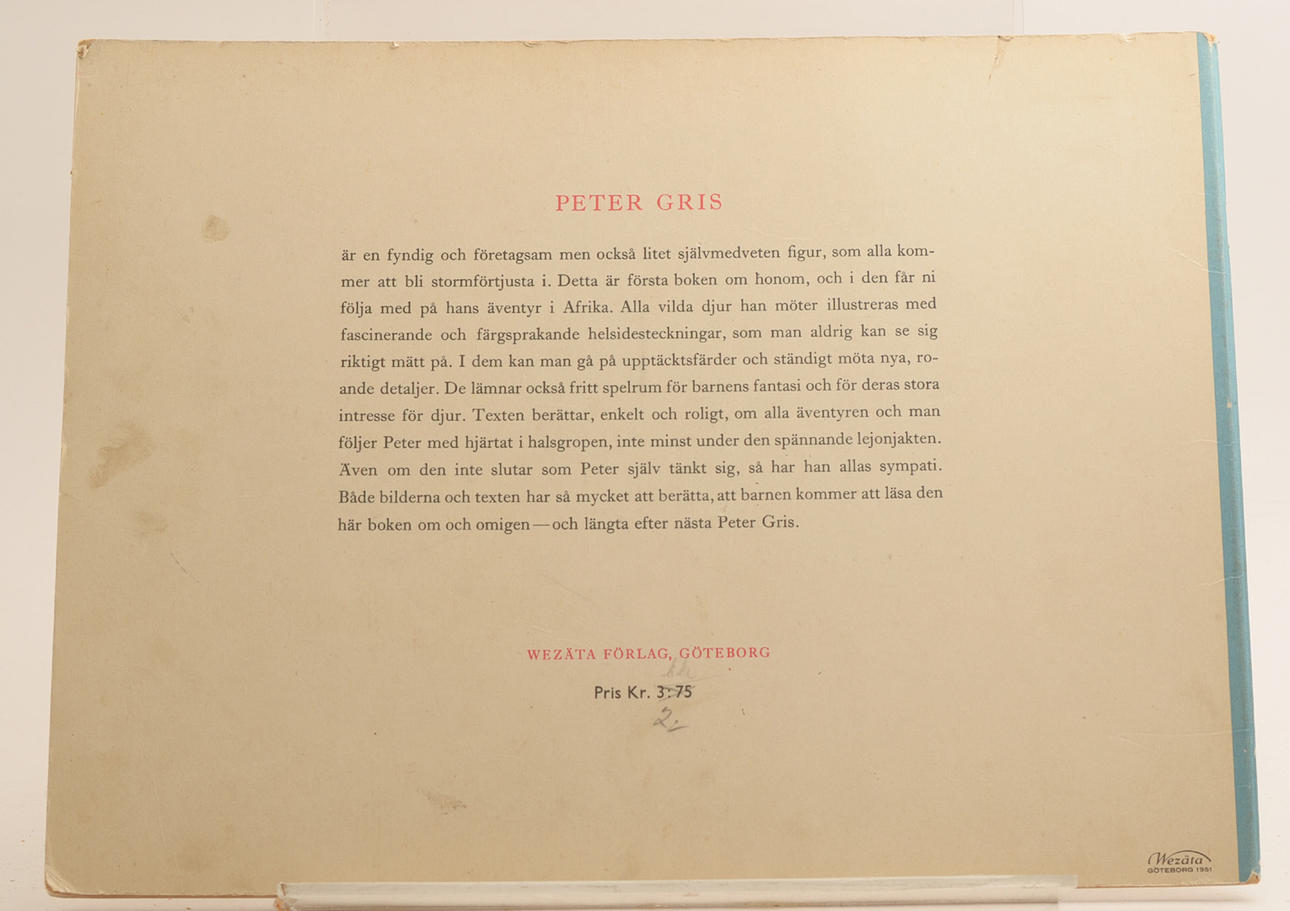 PETER GRIS
är en fyndig och företagsam men också litet självmedveten figur, som alla kom-
mer att bli stormförtjusta i. Detta är första boken om honom, och i den får ni
följa med på hans äventyr i Afrika. Alla vilda djur han möter illustreras med
fascinerande och färgsprakande helsidesteckningar, som man aldrig kan se sig
riktigt mätt på. I dem kan man gå på upptäcktsfärder och ständigt möta nya, ro-
ande detaljer. De lämnar också fritt spelrum för barnens fantasi och för deras stora
intresse för djur. Texten berättar, enkelt och roligt, om alla äventyren och man
följer Peter med hjärtat i halsgropen, inte minst under den spännande lejonjakten.
Även om den inte slutar som Peter själv tänkt sig, så har han allas sympati.
Både bilderna och texten har så mycket att berätta, att barnen kommer att läsa den
här boken om och omigen — och längta efter nästa Peter Gris.
WEZÄTA FÖRLAG, GÖTEBORG
Pris Kr. 3:75
2.
Wezäta
GÖTEBORG 1951